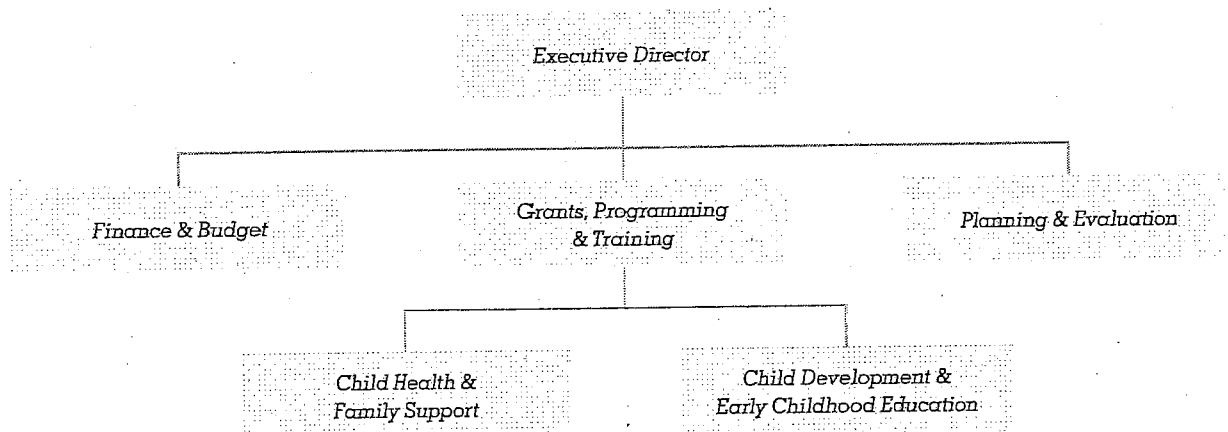 Executive Director
Finance & Budget
Grants, Programming
& Training
Planning & Evaluation
Child Health &
Family Support
Child Development &
Early Childhood Education